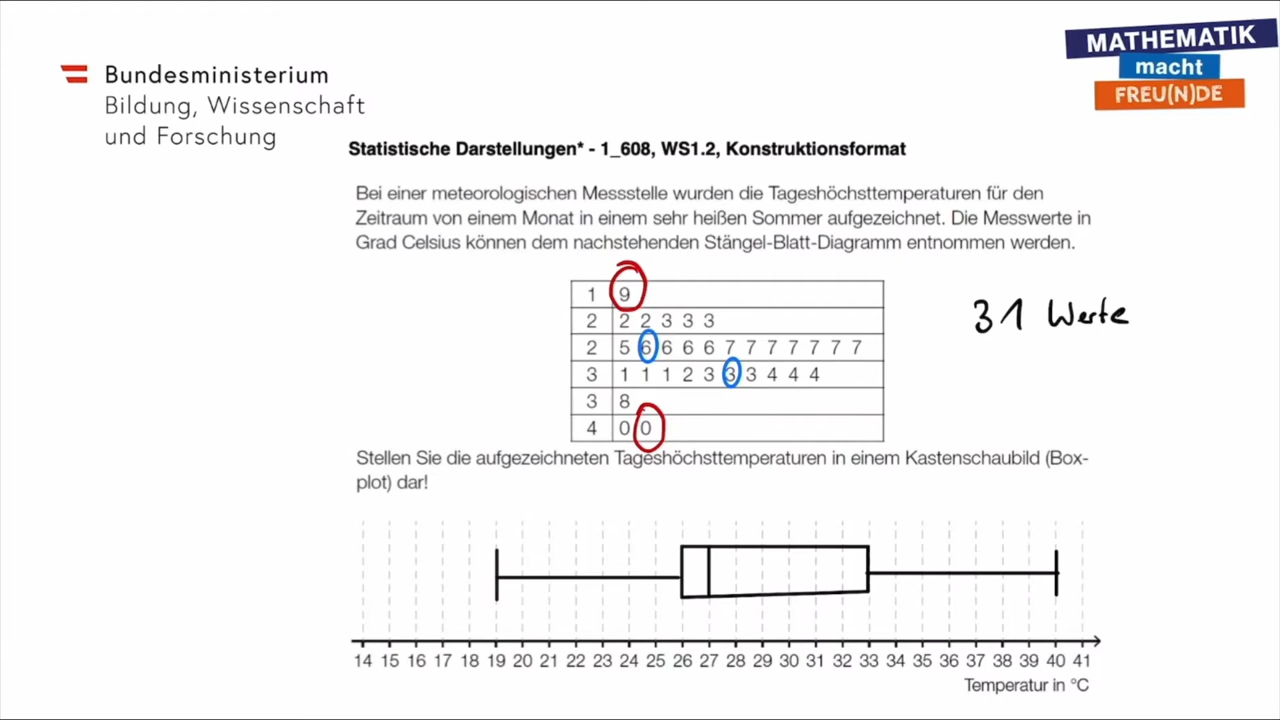 Bundesministerium
Bildung, Wissenschaft
und Forschung
MATHEMATIK
macht
FREU(N)DE
Statistische Darstellungen* - 1_608, WS1.2, Konstruktionsformat
Bei einer meteorologischen Messstelle wurden die Tageshöchsttemperaturen für den
Zeitraum von einem Monat in einem sehr heißen Sommer aufgezeichnet. Die Messwerte in
Grad Celsius können dem nachstehenden Stängel-Blatt-Diagramm entnommen werden.
1 9
2 2 2 3 3 3
2 5 6 6 6 6 7 7 7 7 7 7 7
3 1 1 1 2 3 3 3 4 4 4
3 8
4 0 0
31 Werte
Stellen Sie die aufgezeichneten Tageshöchsttemperaturen in einem Kastenschaubild (Box-
plot) dar!
14 15 16 17 18 19 20 21 22 23 24 25 26 27 28 29 30 31 32 33 34 35 36 37 38 39 40 41
Temperatur in °C